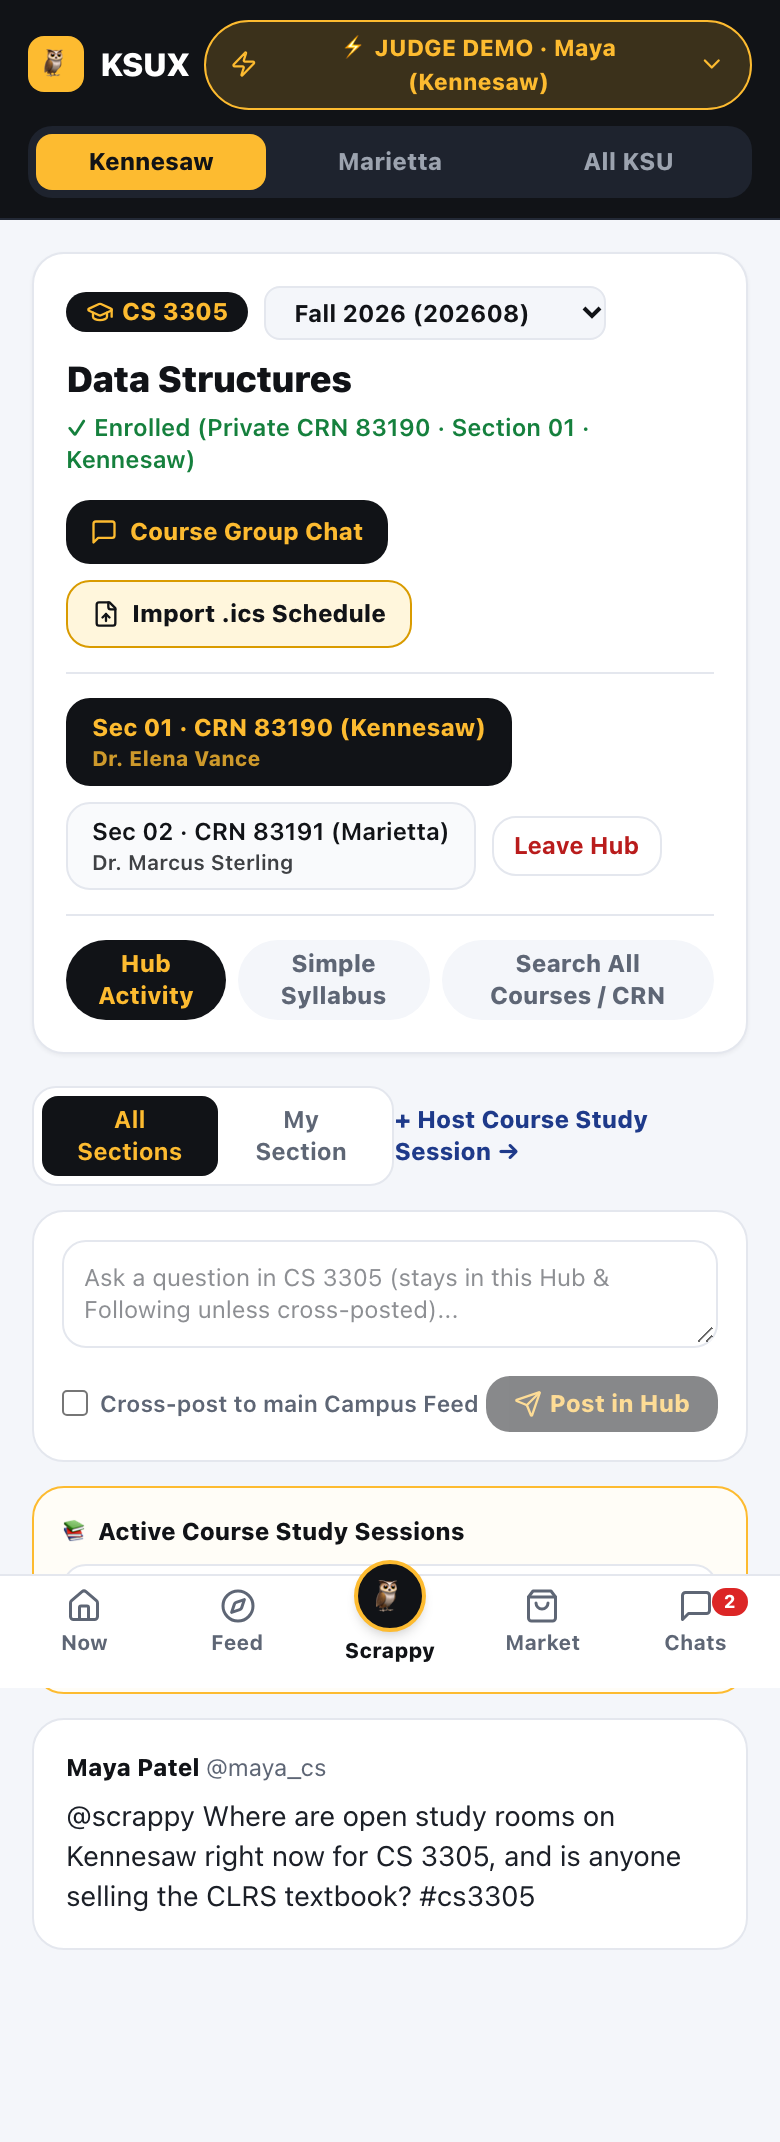 KSUX
⚡ JUDGE DEMO · Maya
(Kennesaw)
Kennesaw
Marietta
All KSU
CS 3305
Fall 2026 (202608)
Data Structures
✓ Enrolled (Private CRN 83190 · Section 01 ·
Kennesaw)
Course Group Chat
Import .ics Schedule
Sec 01 · CRN 83190 (Kennesaw)
Dr. Elena Vance
Sec 02 · CRN 83191 (Marietta)
Dr. Marcus Sterling
Leave Hub
Hub
Activity
Simple
Syllabus
Search All
Courses / CRN
All
Sections
My
Section
+ Host Course Study
Session →
Ask a question in CS 3305 (stays in this Hub &
Following unless cross-posted)...
Cross-post to main Campus Feed
Post in Hub
📚 Active Course Study Sessions
Now
Feed
Scrappy
Market
Chats
2
Maya Patel @maya_cs
@scrappy Where are open study rooms on
Kennesaw right now for CS 3305, and is anyone
selling the CLRS textbook? #cs3305